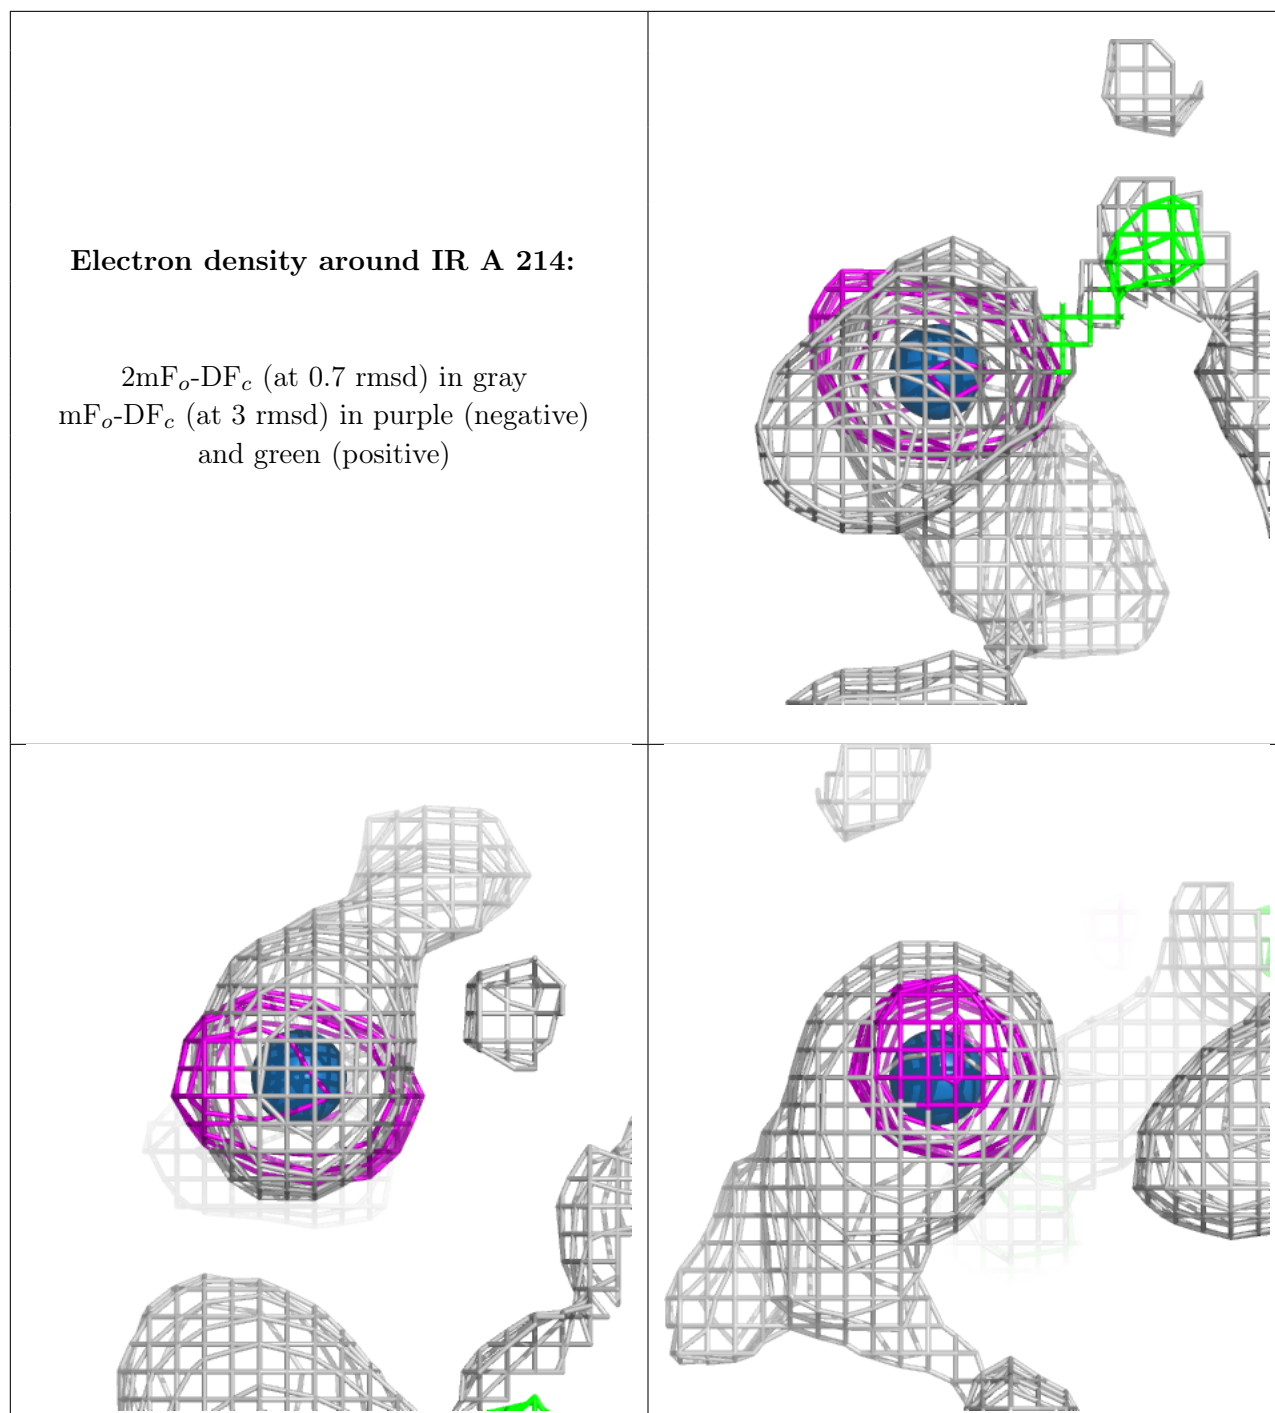 Electron density around IR A 214:
2mFo-DFc (at 0.7 rmsd) in gray
mFo-DFc (at 3 rmsd) in purple (negative)
and green (positive)